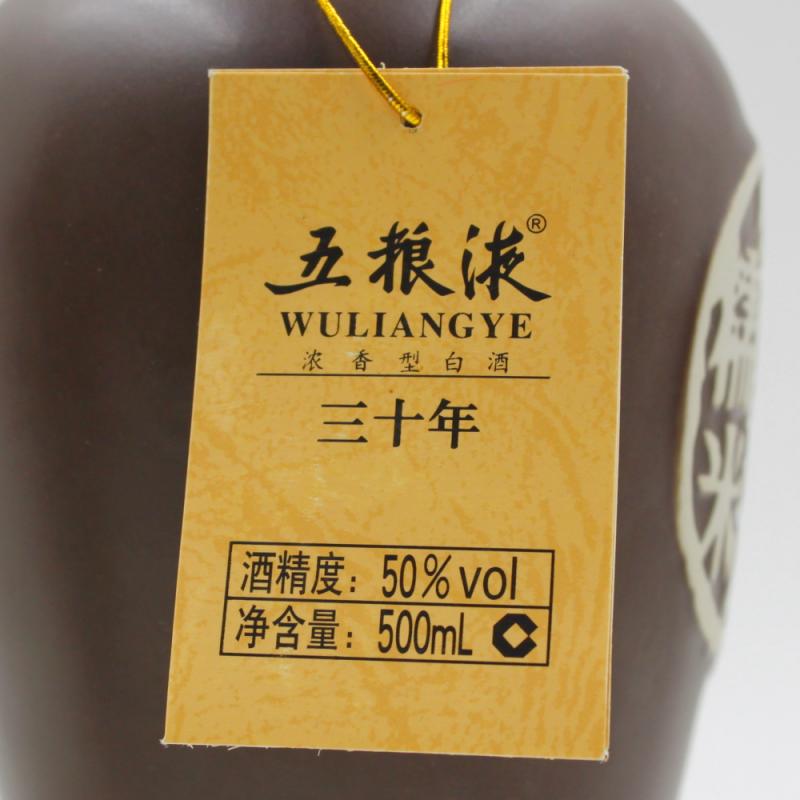 五粮液®
WULIANGYE
浓香型白酒
三十年
酒精度：50%vol
净含量：500mL